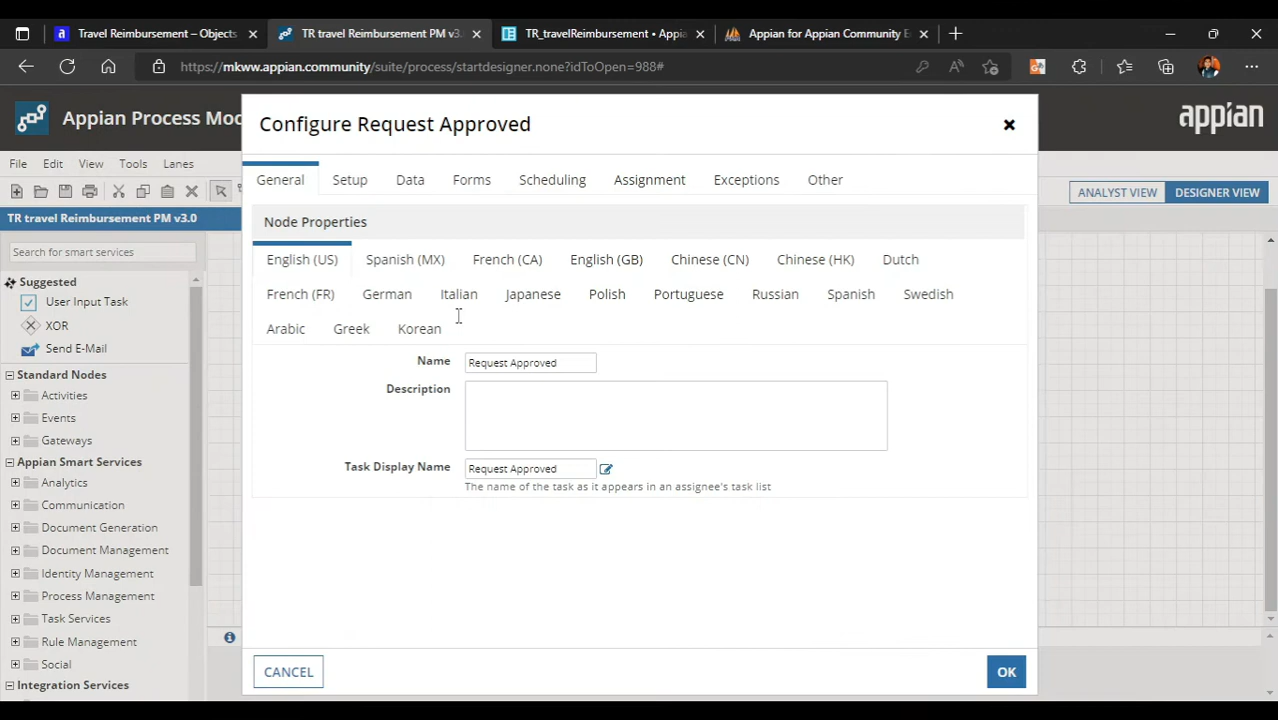 Travel Reimbursement – Objects
TR travel Reimbursement PM v3.
TR_travelReimbursement • Appia
Appian for Appian Community E
https://mkww.appian.community/suite/process/startdesigner.none?idToOpen=988#
Appian Process Mod
appian
Configure Request Approved
File Edit View Tools Lanes
General Setup Data Forms Scheduling Assignment Exceptions Other
ANALYST VIEW DESIGNER VIEW
TR travel Reimbursement PM v3.0
Node Properties
Search for smart services
English (US) Spanish (MX) French (CA) English (GB) Chinese (CN) Chinese (HK) Dutch
French (FR) German Italian Japanese Polish Portuguese Russian Spanish Swedish
Arabic Greek Korean
Suggested
User Input Task
XOR
Send E-Mail
Standard Nodes
Activities
Events
Gateways
Appian Smart Services
Analytics
Communication
Document Generation
Document Management
Identity Management
Process Management
Task Services
Rule Management
Social
Integration Services
Name Request Approved
Description
Task Display Name Request Approved
The name of the task as it appears in an assignee's task list
CANCEL OK